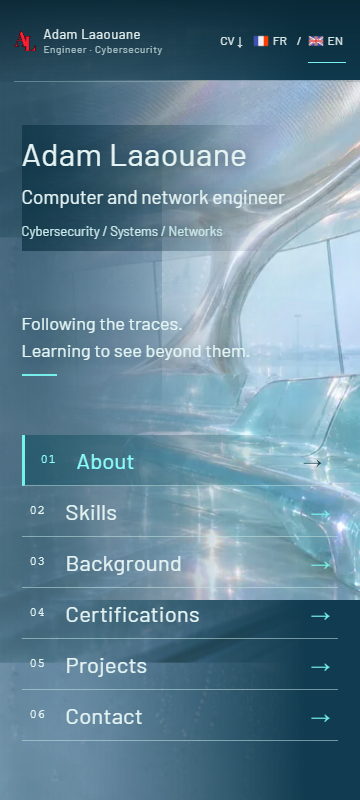 Adam Laaouane
Engineer · Cybersecurity
CV ↓ FR / EN
Adam Laaouane
Computer and network engineer
Cybersecurity / Systems / Networks
Following the traces.
Learning to see beyond them.
01 About →
02 Skills →
03 Background →
04 Certifications →
05 Projects →
06 Contact →